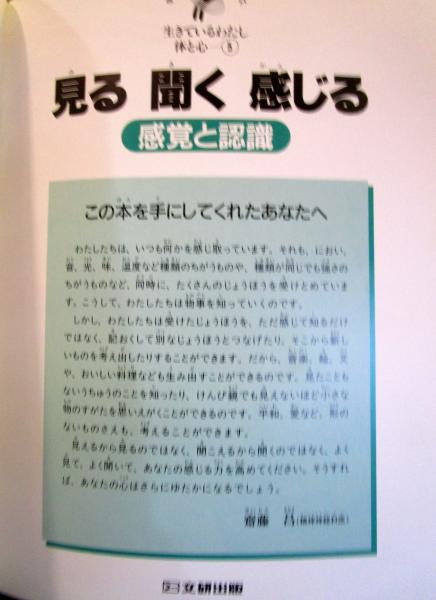 生きているわたし
体と心―⑧
見る 聞く 感じる
感覚と認識
この本を手にしてくれたあなたへ
わたしたちは、いつも何かを感じ取っています。それも、におい、
音、光、味、温度など種類のちがうものや、種類が同じでも強さの
ちがうものなど、同時に、たくさんのじょうほうを受けとめていま
す。こうして、わたしたちは物事を知っていくのです。
しかし、わたしたちは受けたじょうほうを、ただ感じて知るだけ
ではなく、記おくして別なじょうほうとつなげたり、そこから新し
いものを考え出したりすることができます。だから、音楽、絵、文
や、おいしい料理なども生み出すことができるのです。見たことも
ないうちゅうのことを知ったり、けんび鏡でも見えないほど小さな
物のすがたを思いえがくことができるのです。平和、愛など、形の
ないものさえも、考えることができます。
見えるから見るのではなく、聞こえるから聞くのではなく、よく
見て、よく聞いて、あなたの感じる力を高めてください。そうすれ
ば、あなたの心はさらにゆたかになるでしょう。
齋藤
文研出版